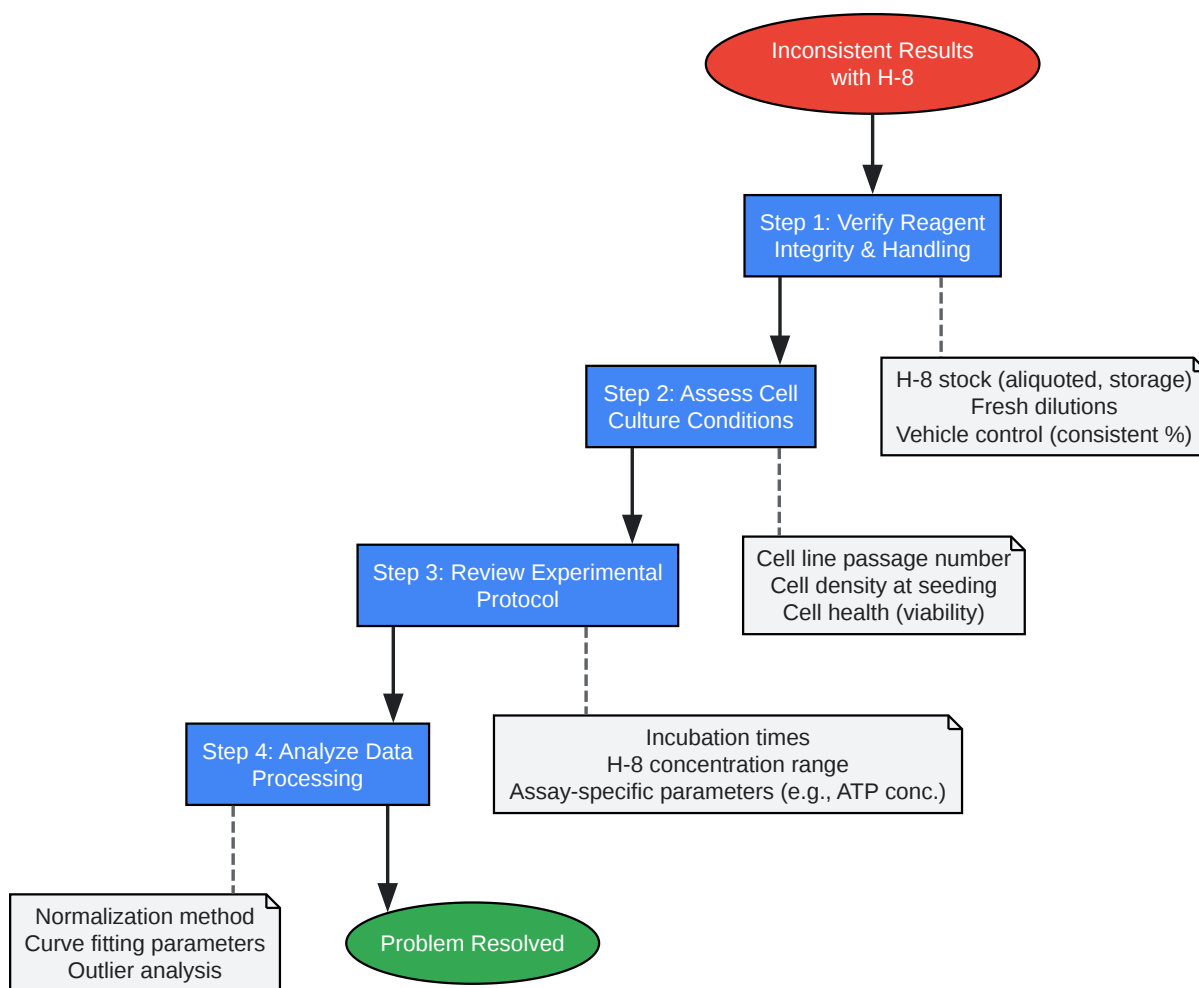 Inconsistent Results
with H-8
Step 1: Verify Reagent
Integrity & Handling
H-8 stock (aliquoted, storage)
Fresh dilutions
Vehicle control (consistent %)
Step 2: Assess Cell
Culture Conditions
Cell line passage number
Cell density at seeding
Cell health (viability)
Step 3: Review Experimental
Protocol
Incubation times
H-8 concentration range
Assay-specific parameters (e.g., ATP conc.)
Step 4: Analyze Data
Processing
Normalization method
Curve fitting parameters
Outlier analysis
Problem Resolved